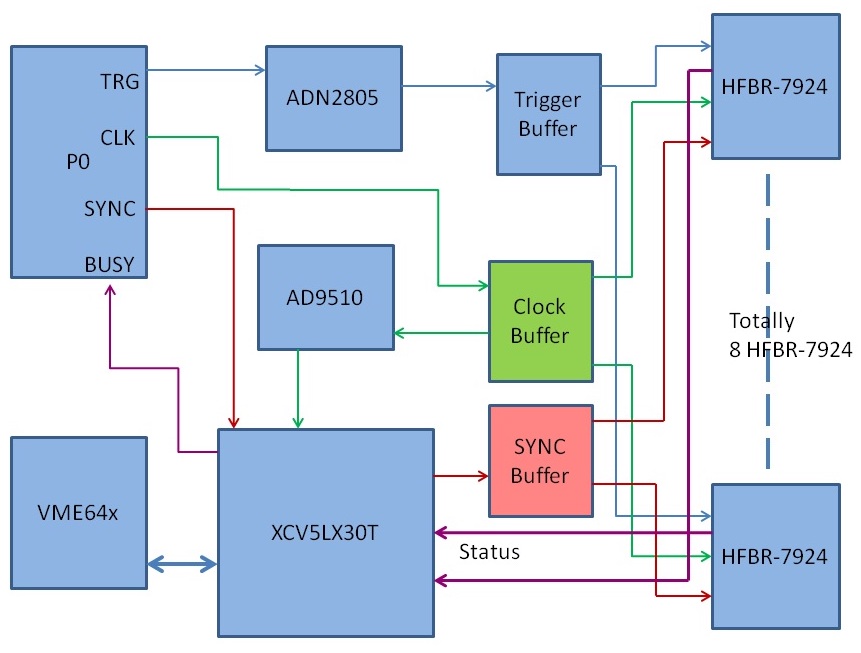 TRG
CLK
P0
SYNC
BUSY
ADN2805
Trigger
Buffer
HFBR-7924
AD9510
Clock
Buffer
Totally
8 HFBR-7924
SYNC
Buffer
VME64x
XCV5LX30T
Status
HFBR-7924